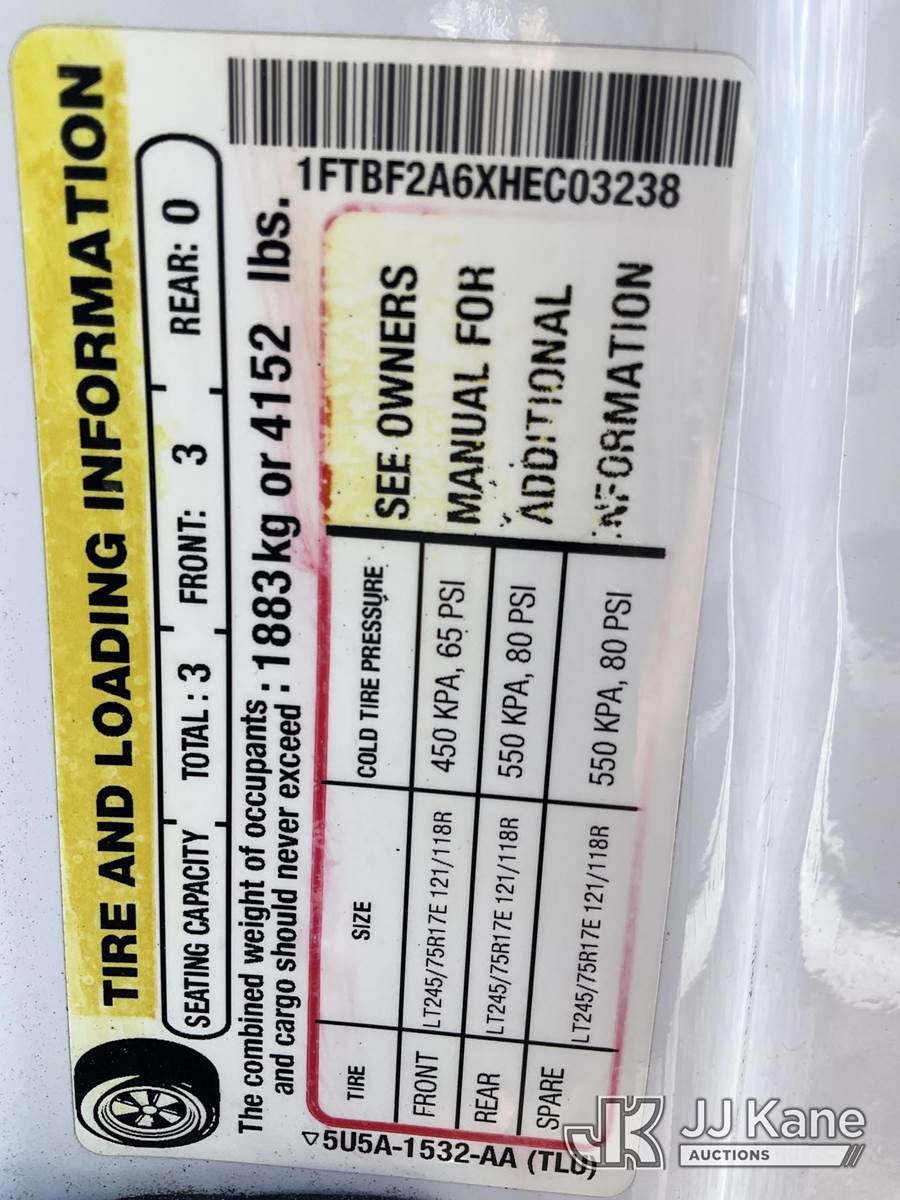 TIRE AND LOADING INFORMATION
SEATING CAPACITY TOTAL : 3 FRONT: 3 REAR: 0
The combined weight of occupants
and cargo should never exceed : 1883 kg or 4152 lbs.
TIRE SIZE COLD TIRE PRESSURE
FRONT LT245/75R17E 121/118R 450 KPA, 65 PSI
REAR LT245/75R17E 121/118R 550 KPA, 80 PSI
SPARE LT245/75R17E 121/118R 550 KPA, 80 PSI
SEE OWNERS
MANUAL FOR
ADDITIONAL
INFORMATION
1FTBF2A6XHEC03238
5U5A-1532-AA (TLU)
JK JJ Kane
AUCTIONS